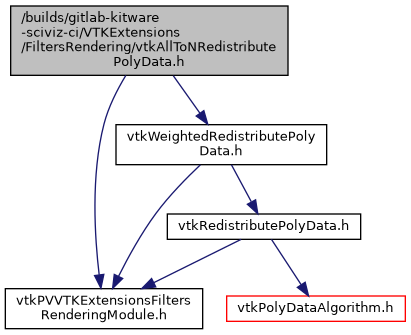 /builds/gitlab-kitware
-sciviz-ci/VTKExtensions
/FiltersRendering/vtkAllToNRedistribute
PolyData.h
vtkWeightedRedistributePoly
Data.h
vtkRedistributePolyData.h
vtkPVVTKExtensionsFilters
RenderingModule.h
vtkPolyDataAlgorithm.h